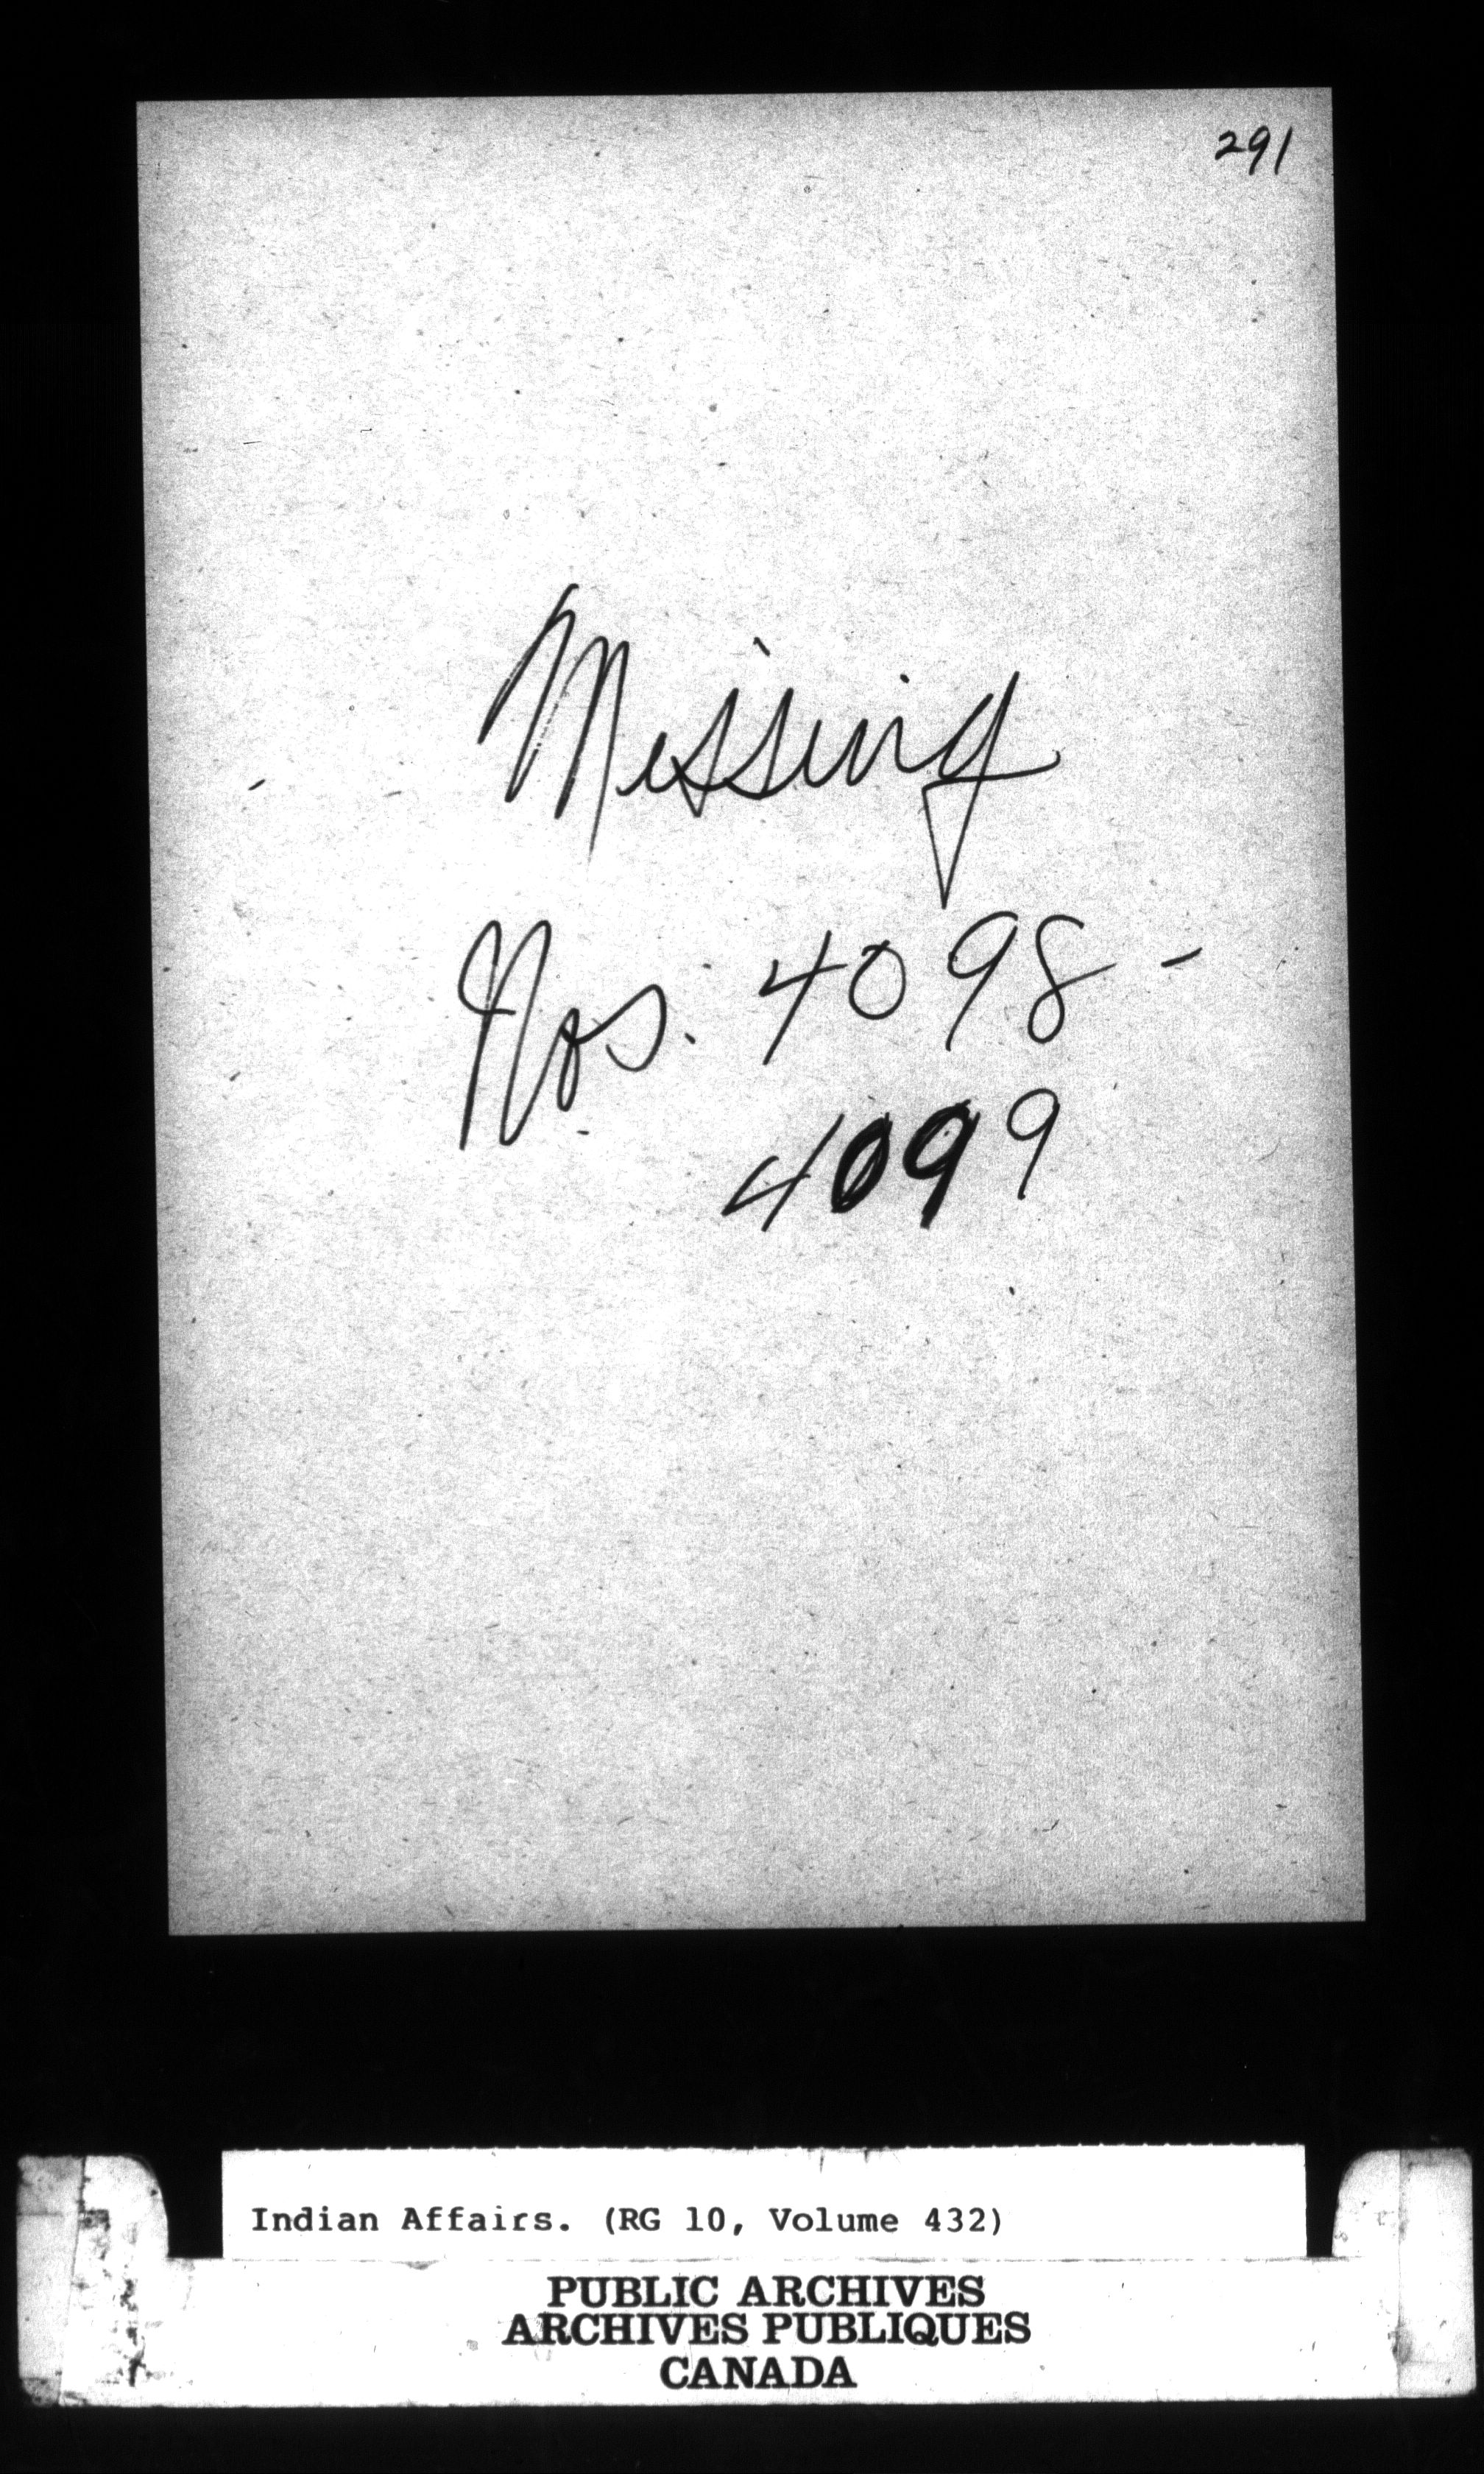 291
Missing
Nos. 4098 -
4099
Indian Affairs. (RG 10, Volume 432)
PUBLIC ARCHIVES
ARCHIVES PUBLIQUES
CANADA